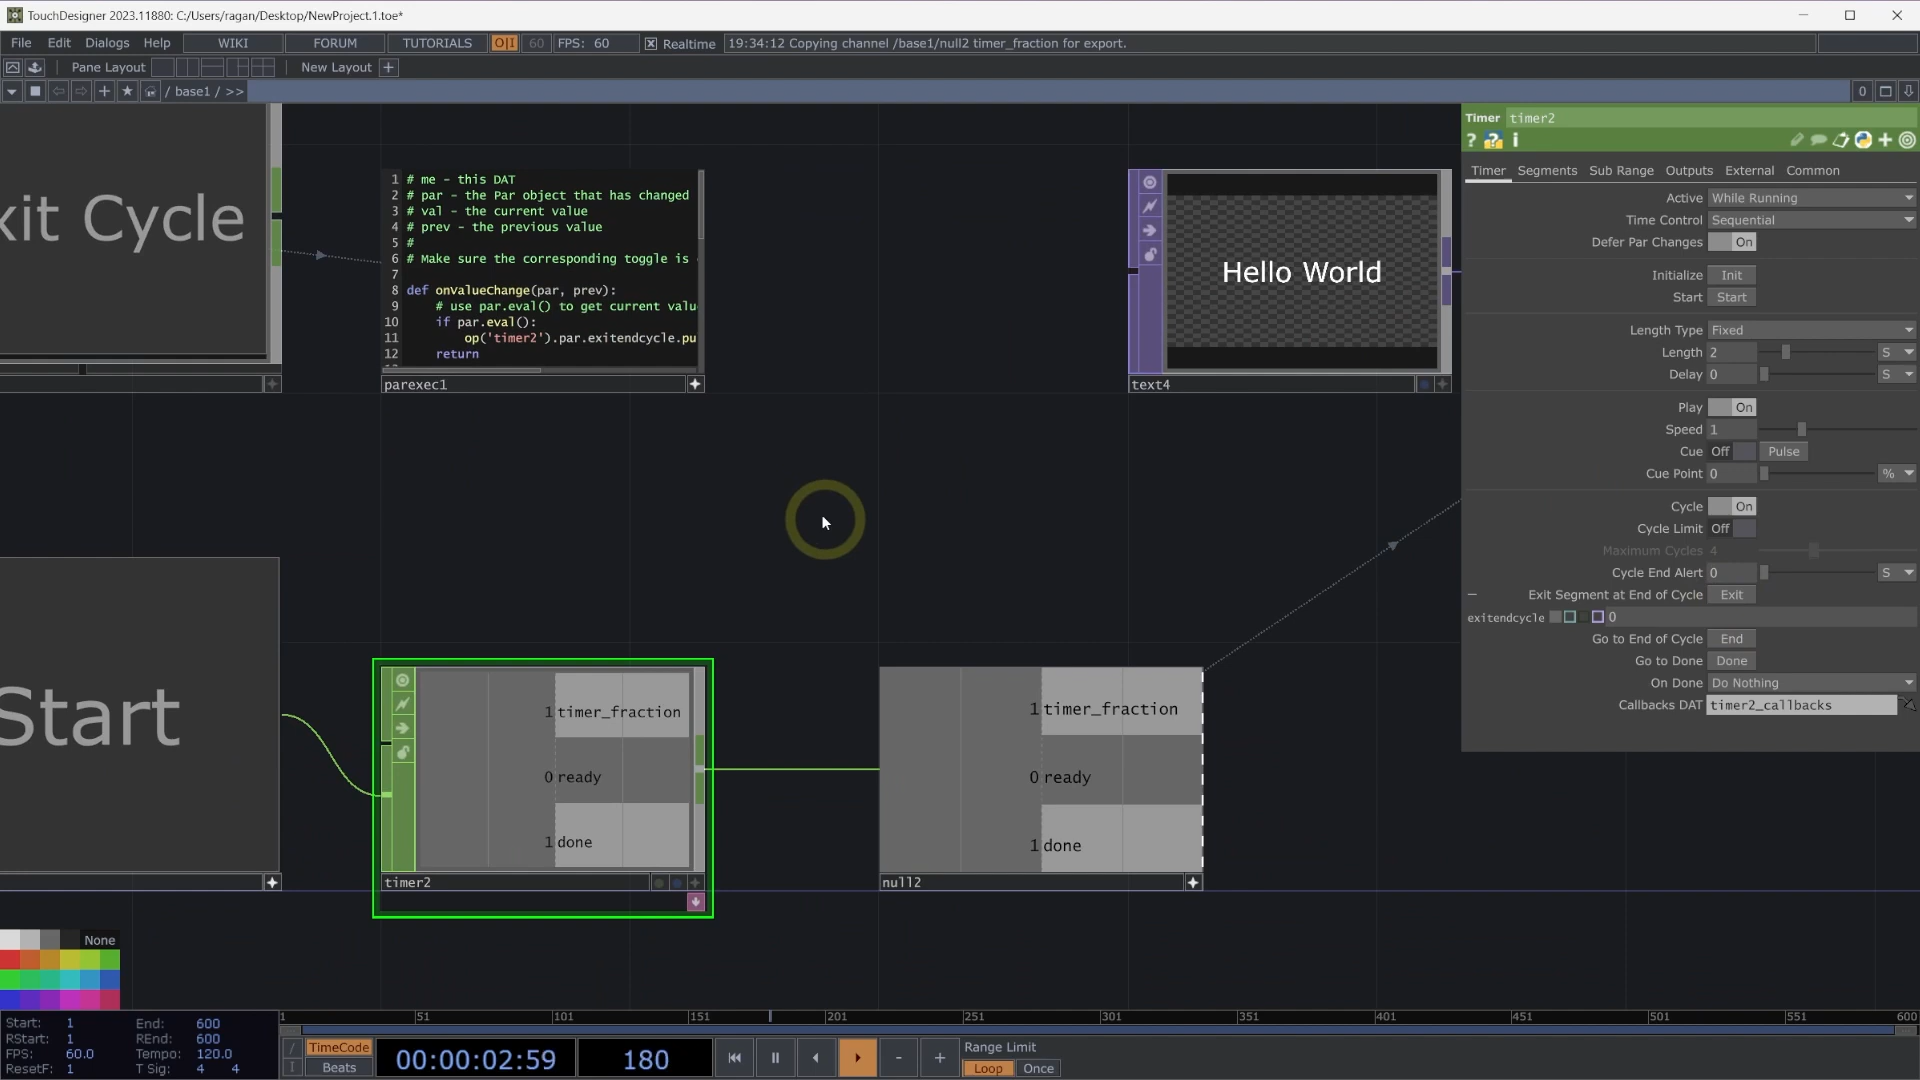 TouchDesigner 2023.11880: C:/Users/ragan/Desktop/NewProject.1.toe*
File Edit Dialogs Help WIKI FORUM TUTORIALS O|I 60 FPS: 60 Realtime 19:34:12 Copying channel /base1/null2 timer_fraction for export.
Pane Layout New Layout +
/ base1 / >> 0
xit Cycle
1 # me - this DAT
2 # par - the Par object that has changed
3 # val - the current value
4 # prev - the previous value
5 #
6 # Make sure the corresponding toggle is
7
8 def onValueChange(par, prev):
9 # use par.eval() to get current valu
10 if par.eval():
11 op('timer2').par.exitendcycle.pu
12 return
parexec1
Hello World
text4
Start
1 timer_fraction
0 ready
1 done
timer2
1 timer_fraction
0 ready
1 done
null2
Timer timer2
? ? i
Timer Segments Sub Range Outputs External Common
Active While Running
Time Control Sequential
Defer Par Changes On
Initialize Init
Start Start
Length Type Fixed
Length 2 S
Delay 0 S
Play On
Speed 1
Cue Off Pulse
Cue Point 0 %
Cycle On
Cycle Limit Off
Maximum Cycles 4
Cycle End Alert 0 S
Exit Segment at End of Cycle Exit
exitendcycle 0
Go to End of Cycle End
Go to Done Done
On Done Do Nothing
Callbacks DAT timer2_callbacks
None
1 51 101 151 201 251 301 351 401 451 501 551 600
Start: 1 End: 600
RStart: 1 REnd: 600
FPS: 60.0 Tempo: 120.0
ResetF: 1 T Sig: 4 4
TimeCode
Beats
00:00:02:59
180
- +
Range Limit
Loop Once